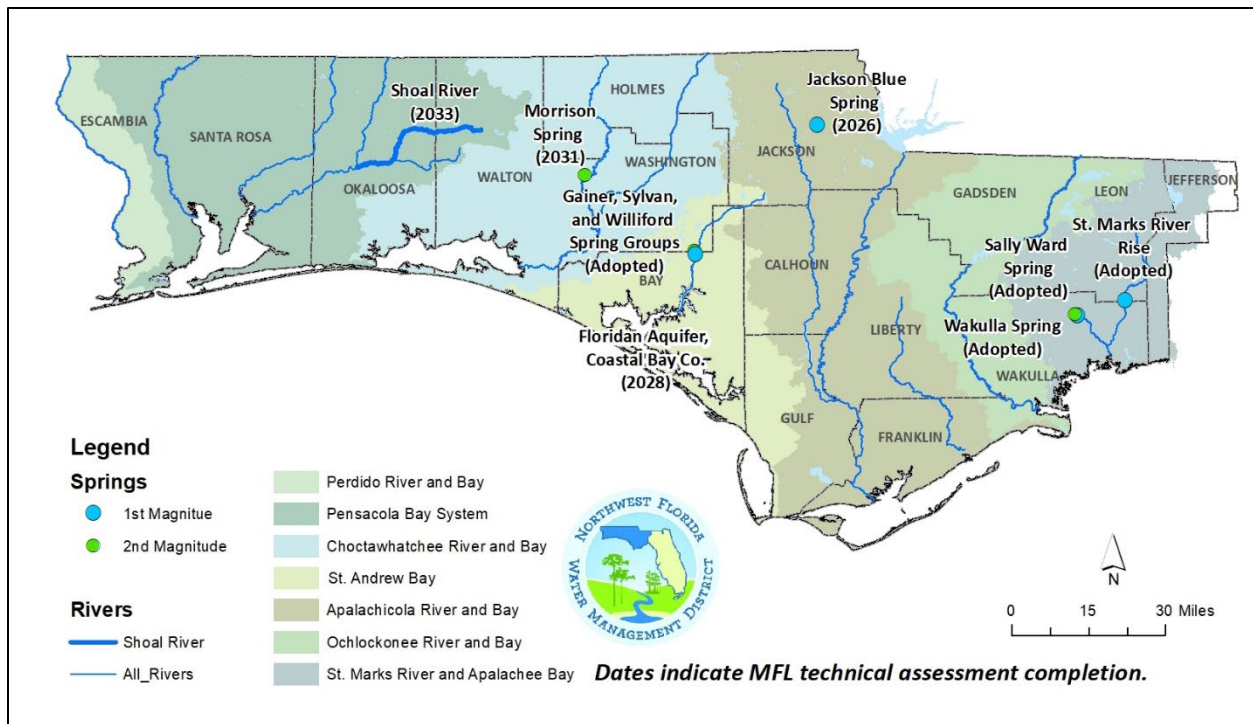 Shoal River
(2033)
Morrison
Spring
(2031)
Jackson Blue
Spring
(2026)
HOLMES
ESCAMBIA
SANTA ROSA
OKALOOSA
WALTON
WASHINGTON
JACKSON
GADSDEN
LEON
JEFFERSON
Gainer, Sylvan,
and Williford
Spring Groups
(Adopted)
BAY
CALHOUN
LIBERTY
St. Marks River
Rise
(Adopted)
Sally Ward
Spring
(Adopted)
Wakulla Spring
(Adopted)
WAKULLA
Floridan Aquifer,
Coastal Bay Co.
(2028)
GULF
FRANKLIN
Legend
Springs
1st Magnitue
2nd Magnitude
Rivers
Shoal River
All_Rivers
Perdido River and Bay
Pensacola Bay System
Choctawhatchee River and Bay
St. Andrew Bay
Apalachicola River and Bay
Ochlockonee River and Bay
St. Marks River and Apalachee Bay
NORTHWEST FLORIDA
WATER MANAGEMENT DISTRICT
N
0 15 30 Miles
Dates indicate MFL technical assessment completion.